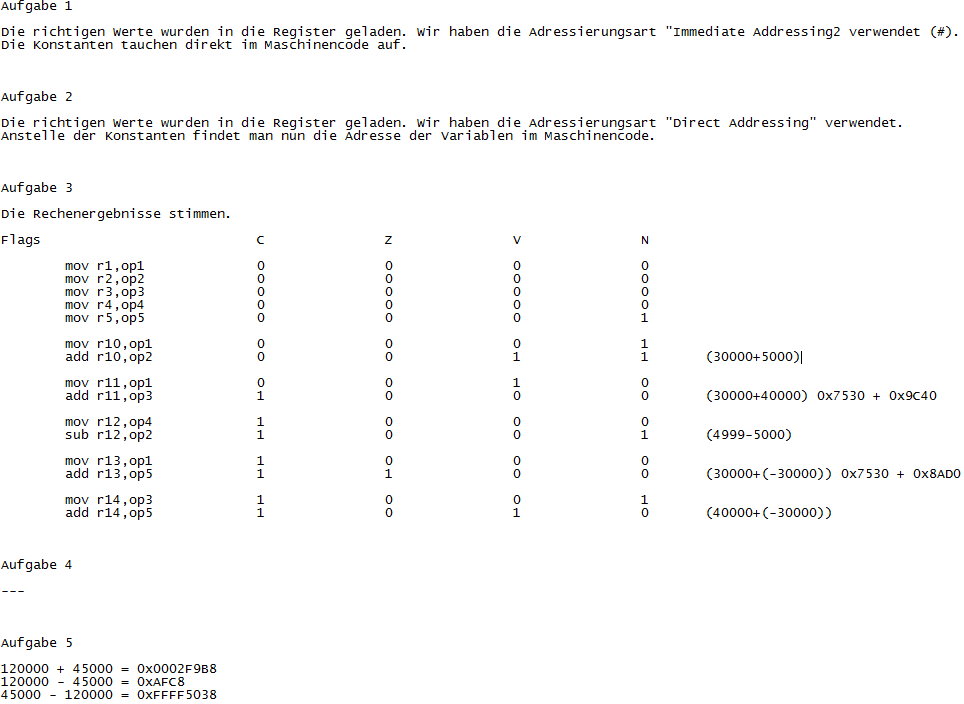 Aufgabe 1
Die richtigen Werte wurden in die Register geladen. Wir haben die Adressierungsart "Immediate Addressing2 verwendet (#).
Die Konstanten tauchen direkt im Maschinencode auf.
Aufgabe 2
Die richtigen Werte wurden in die Register geladen. Wir haben die Adressierungsart "Direct Addressing" verwendet.
Anstelle der Konstanten findet man nun die Adresse der Variablen im Maschinencode.
Aufgabe 3
Die Rechenergebnisse stimmen.
Flags C Z V N
mov r1,op1 0 0 0 0
mov r2,op2 0 0 0 0
mov r3,op3 0 0 0 0
mov r4,op4 0 0 0 0
mov r5,op5 0 0 0 1
mov r10,op1 0 0 0 1
add r10,op2 0 0 1 1 (30000+5000)
mov r11,op1 0 0 1 0
add r11,op3 1 0 0 0 (30000+40000) 0x7530 + 0x9C40
mov r12,op4 1 0 0 0
sub r12,op2 1 0 0 1 (4999-5000)
mov r13,op1 1 0 0 0
add r13,op5 1 1 0 0 (30000+(-30000)) 0x7530 + 0x8AD0
mov r14,op3 1 0 0 1
add r14,op5 1 0 1 0 (40000+(-30000))
Aufgabe 4
---
Aufgabe 5
120000 + 45000 = 0x0002F9B8
120000 - 45000 = 0xAFC8
45000 - 120000 = 0xFFFF5038